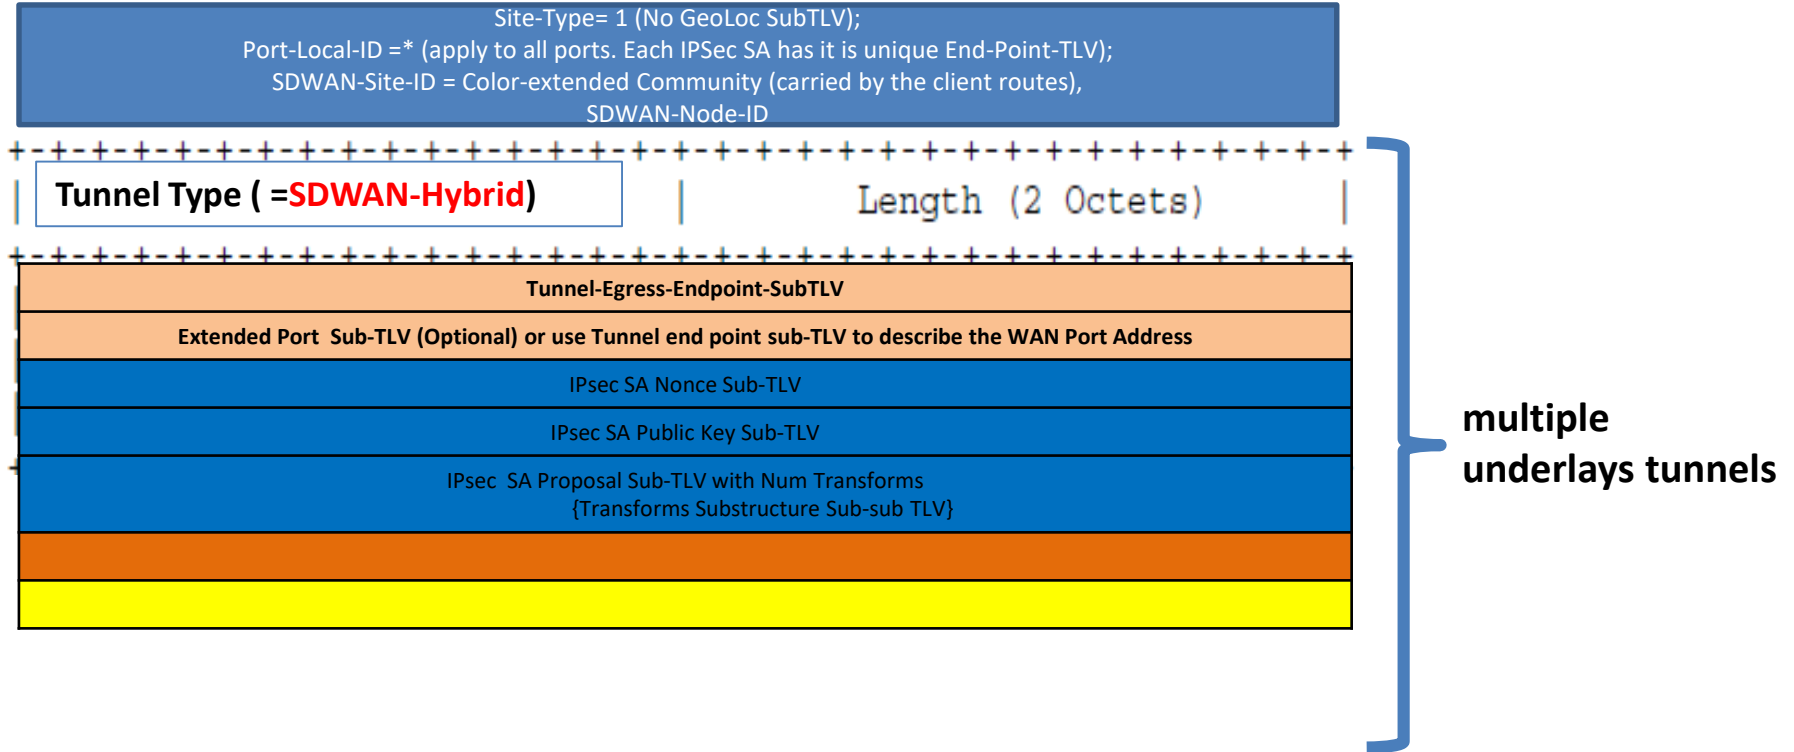 Site-Type= 1 (No GeoLoc SubTLV);
Port-Local-ID =* (apply to all ports. Each IPSec SA has it is unique End-Point-TLV);
SDWAN-Site-ID = Color-extended Community (carried by the client routes),
SDWAN-Node-ID
+-+-+-+-+-+-+-+-+-+-+-+-+-+-+-+-+-+-+-+-+-+-+-+-+-+-+-+-+-+-+-+-+
| Tunnel Type ( =SDWAN-Hybrid) | Length (2 Octets) |
+-+-+-+-+-+-+-+-+-+-+-+-+-+-+-+-+-+-+-+-+-+-+-+-+-+-+-+-+-+-+-+-+
Tunnel-Egress-Endpoint-SubTLV
Extended Port Sub-TLV (Optional) or use Tunnel end point sub-TLV to describe the WAN Port Address
IPsec SA Nonce Sub-TLV
IPsec SA Public Key Sub-TLV
IPsec SA Proposal Sub-TLV with Num Transforms
{Transforms Substructure Sub-sub TLV}
multiple
underlays tunnels